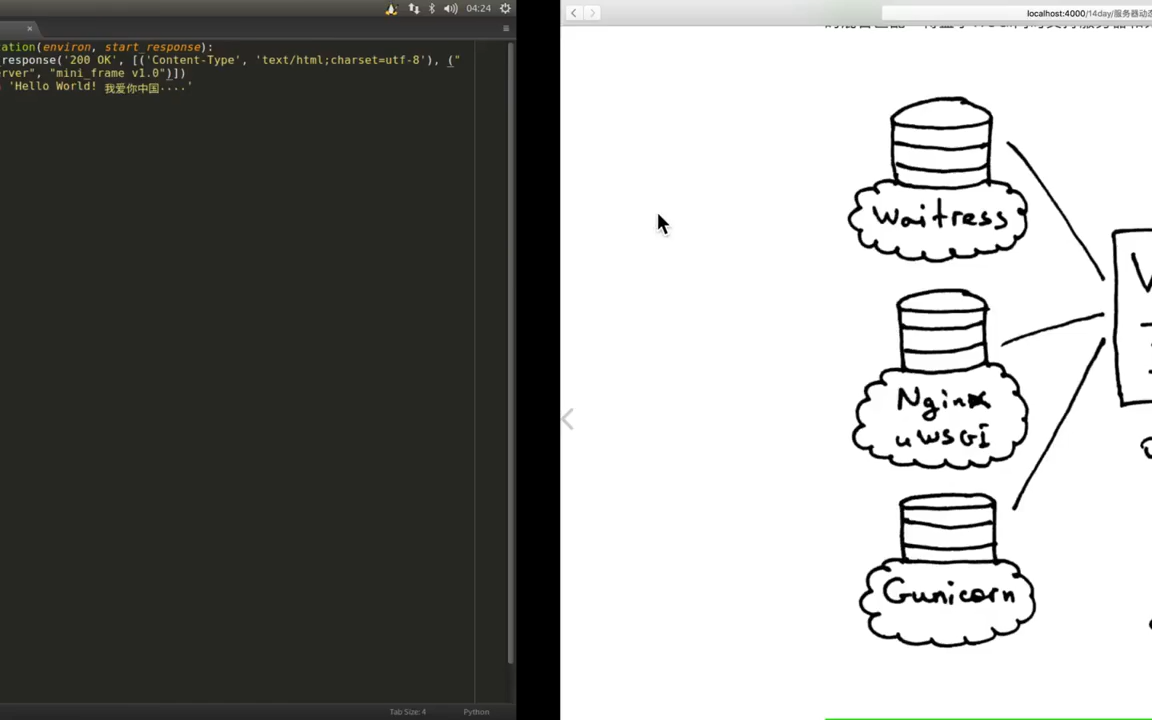 04:24
ation(environ, start_response):
response('200 OK', [('Content-Type', 'text/html;charset=utf-8'), ("
erver", "mini_frame v1.0")])
'Hello World! 我爱你中国....'
Tab Size: 4
Python
localhost:4000/14day/服务器动态
Waitress
Nginx
uWSGI
Gunicorn